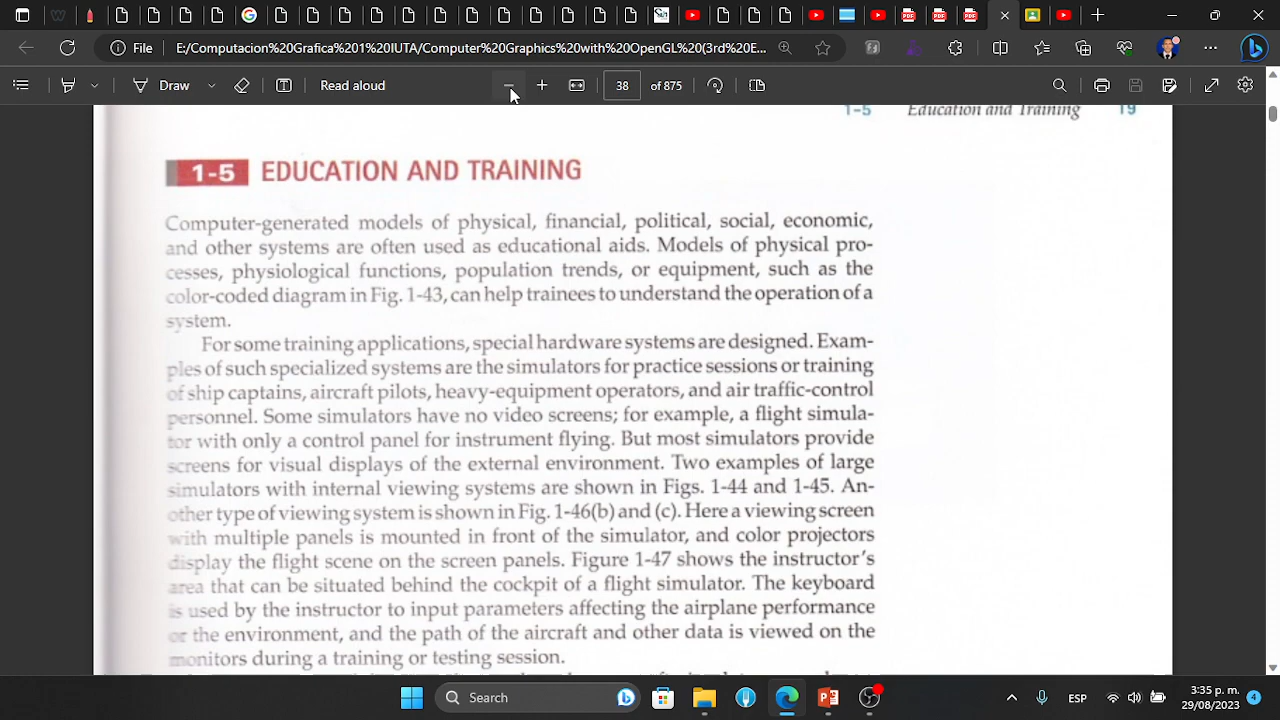 File
E:/Computacion%20Grafica%201%20IUTA/Computer%20Graphics%20with%20OpenGL%20(3rd%20E...
Draw
Read aloud
38 of 875
1-5 Education and Training 19
1-5 EDUCATION AND TRAINING
Computer-generated models of physical, financial, political, social, economic,
and other systems are often used as educational aids. Models of physical pro-
cesses, physiological functions, population trends, or equipment, such as the
color-coded diagram in Fig. 1-43, can help trainees to understand the operation of a
system.
For some training applications, special hardware systems are designed. Exam-
ples of such specialized systems are the simulators for practice sessions or training
of ship captains, aircraft pilots, heavy-equipment operators, and air traffic-control
personnel. Some simulators have no video screens; for example, a flight simula-
tor with only a control panel for instrument flying. But most simulators provide
screens for visual displays of the external environment. Two examples of large
simulators with internal viewing systems are shown in Figs. 1-44 and 1-45. An-
other type of viewing system is shown in Fig. 1-46(b) and (c). Here a viewing screen
with multiple panels is mounted in front of the simulator, and color projectors
display the flight scene on the screen panels. Figure 1-47 shows the instructor's
area that can be situated behind the cockpit of a flight simulator. The keyboard
is used by the instructor to input parameters affecting the airplane performance
or the environment, and the path of the aircraft and other data is viewed on the
monitors during a training or testing session.
Search
ESP
3:35 p. m.
29/08/2023
4